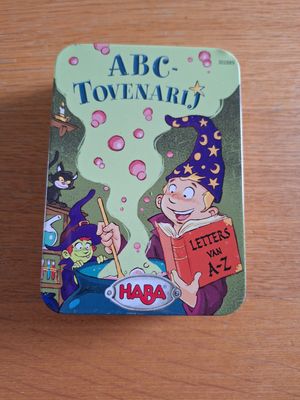 ABC-
TOVENARIJ
LETTERS
VAN
A-Z
HABA